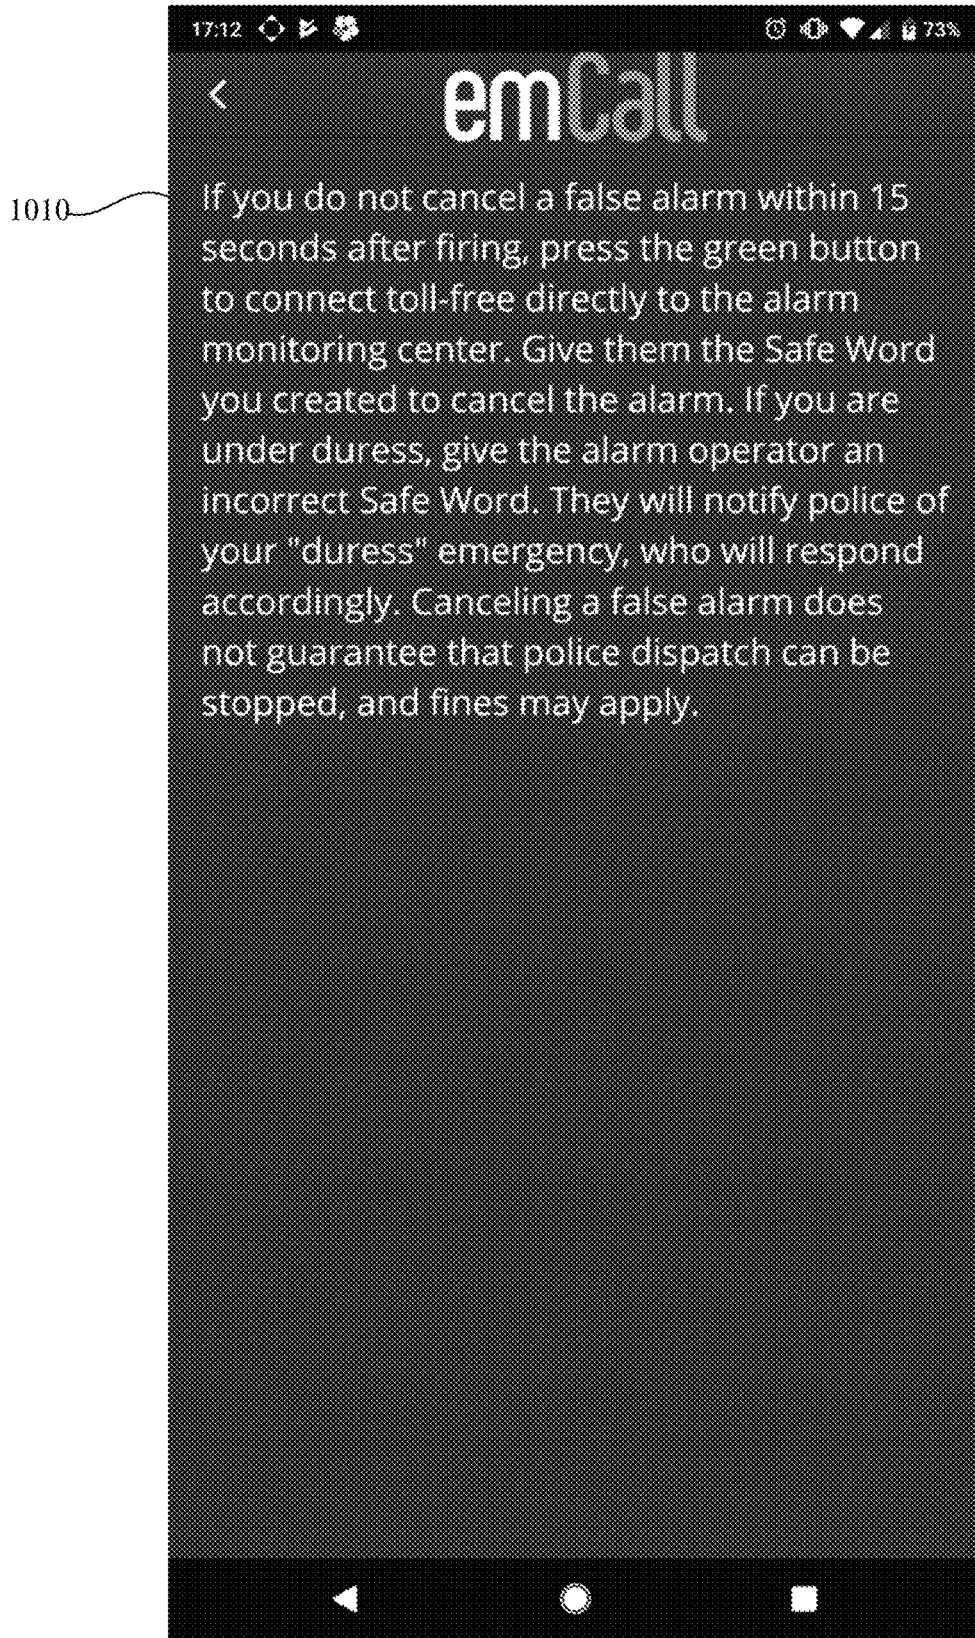 17:12 73%
emCall
1010
If you do not cancel a false alarm within 15
seconds after firing, press the green button
to connect toll-free directly to the alarm
monitoring center. Give them the Safe Word
you created to cancel the alarm. If you are
under duress, give the alarm operator an
incorrect Safe Word. They will notify police of
your "duress" emergency, who will respond
accordingly. Canceling a false alarm does
not guarantee that police dispatch can be
stopped, and fines may apply.